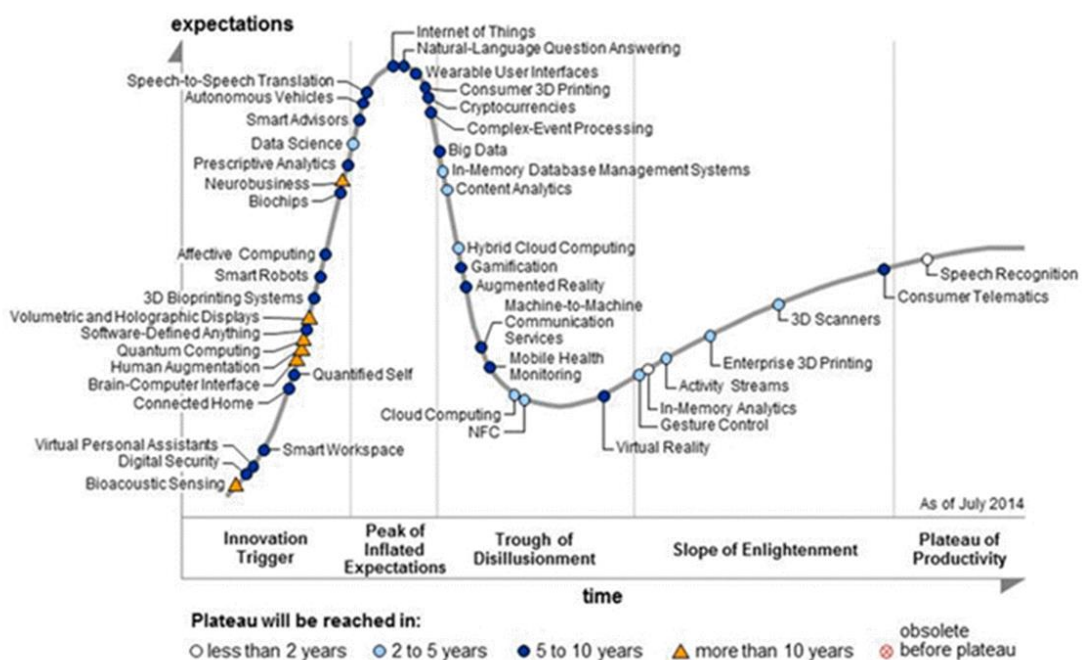 expectations
Internet of Things
Natural-Language Question Answering
Wearable User Interfaces
Consumer 3D Printing
Cryptocurrencies
Complex-Event Processing
Speech-to-Speech Translation
Autonomous Vehicles
Smart Advisors
Data Science
Prescriptive Analytics
Neurobusiness
Biochips
Big Data
In-Memory Database Management Systems
Content Analytics
Affective Computing
Smart Robots
3D Bioprinting Systems
Volumetric and Holographic Displays
Software-Defined Anything
Quantum Computing
Human Augmentation
Brain-Computer Interface
Connected Home
Quantified Self
Hybrid Cloud Computing
Gamification
Augmented Reality
Machine-to-Machine
Communication
Services
Mobile Health
Monitoring
Cloud Computing
NFC
Virtual Personal Assistants
Digital Security
Bioacoustic Sensing
Smart Workspace
Speech Recognition
Consumer Telematics
3D Scanners
Enterprise 3D Printing
Activity Streams
In-Memory Analytics
Gesture Control
Virtual Reality
As of July 2014
Innovation
Trigger
Peak of
Inflated
Expectations
Trough of
Disillusionment
Slope of Enlightenment
Plateau of
Productivity
time
Plateau will be reached in:
less than 2 years
2 to 5 years
5 to 10 years
more than 10 years
obsolete
before plateau